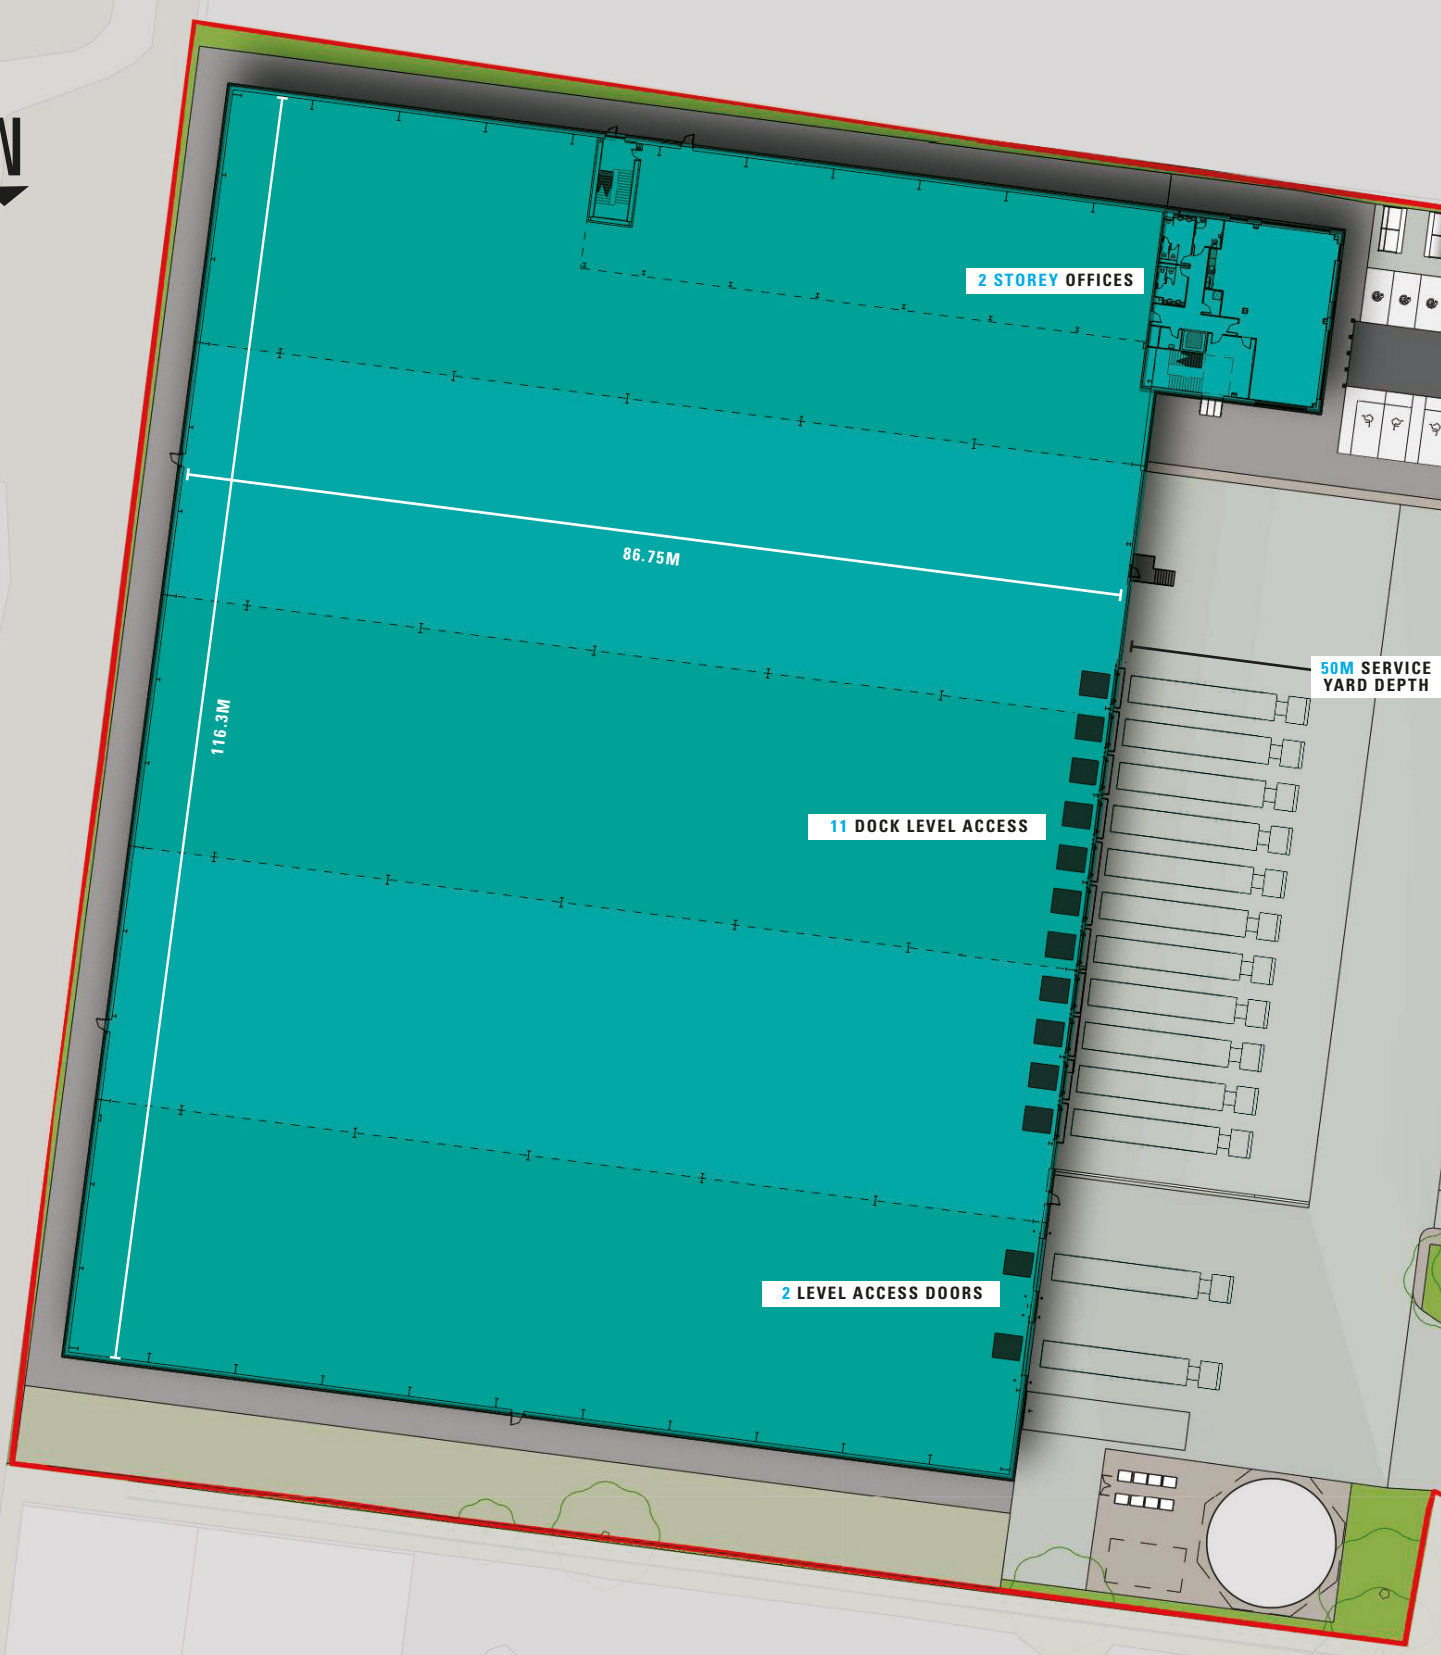 N
2 STOREY OFFICES
86.75M
50M SERVICE
YARD DEPTH
116.3M
11 DOCK LEVEL ACCESS
2 LEVEL ACCESS DOORS